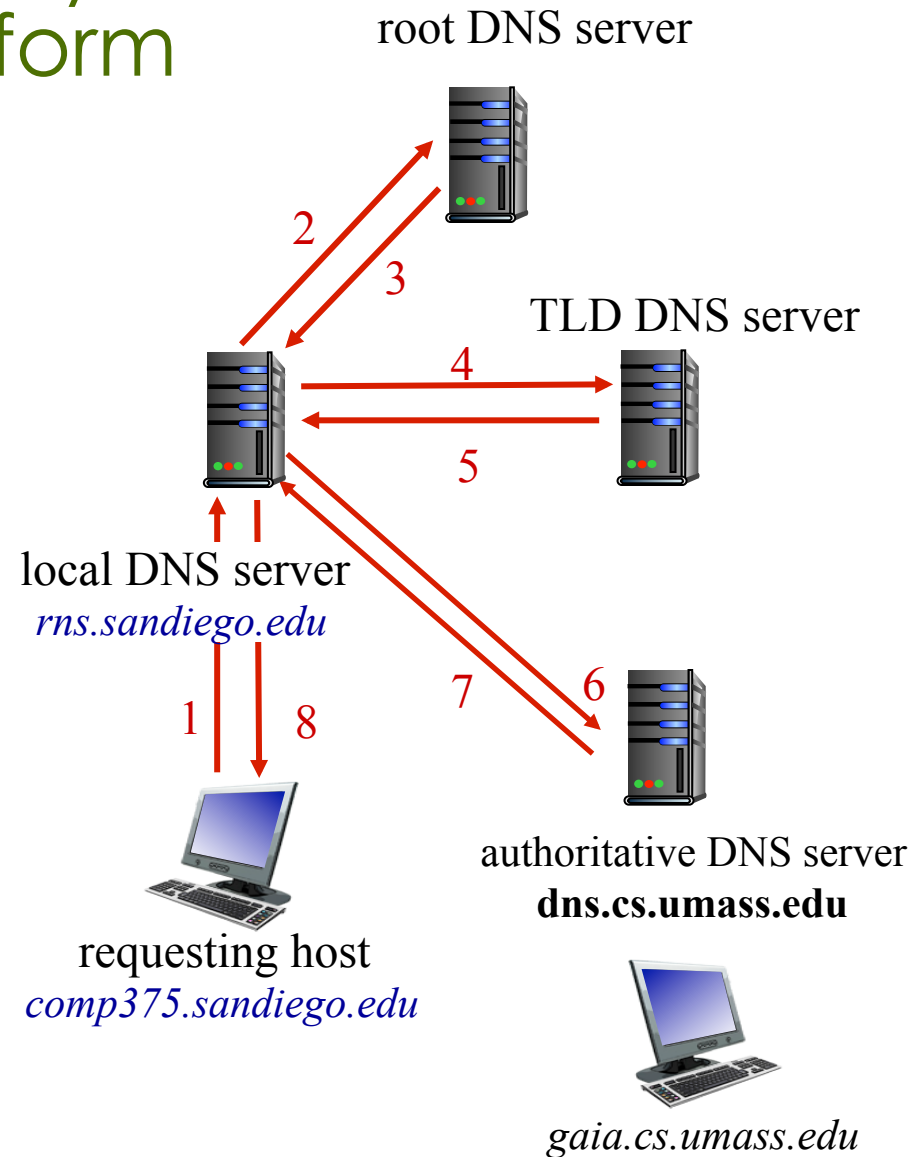 form
root DNS server
2
3
TLD DNS server
4
5
local DNS server
rns.sandiego.edu
1
8
7
6
authoritative DNS server
dns.cs.umass.edu
requesting host
comp375.sandiego.edu
gaia.cs.umass.edu